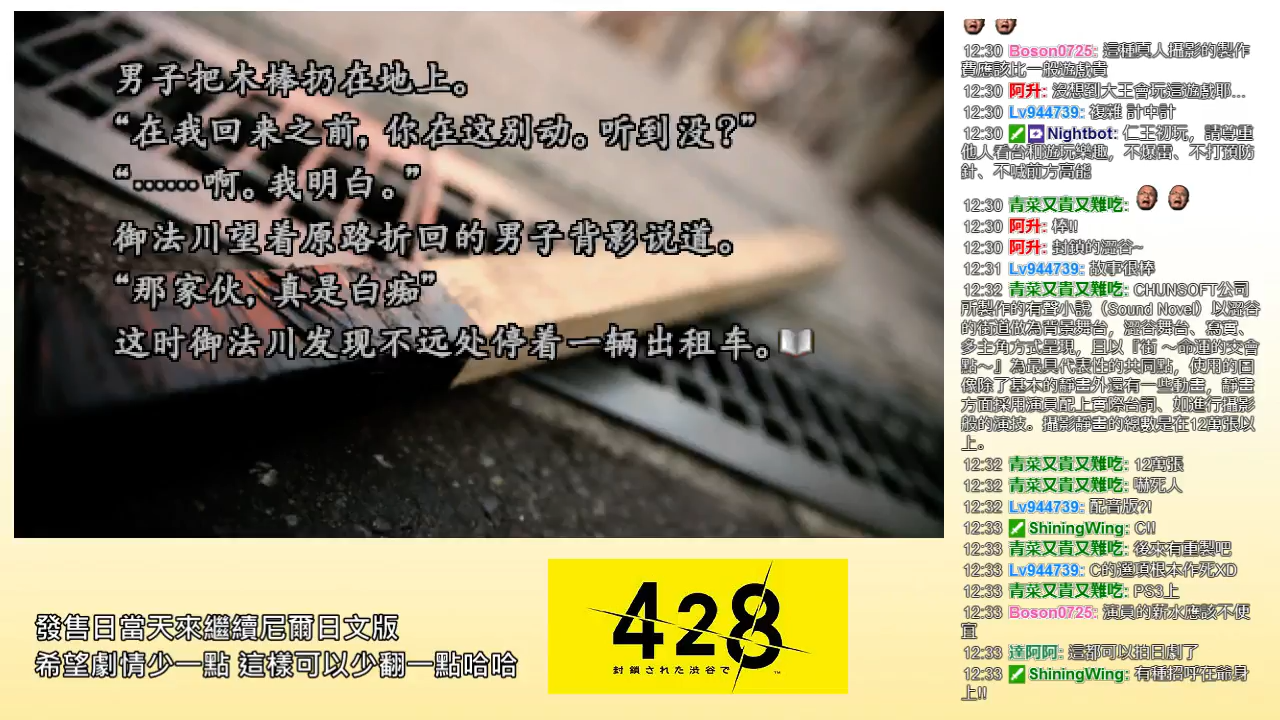 男子把木棒扔在地上。
“在我回来之前, 你在这别动。听到没?”
“……啊。我明白。”
御法川望着原路折回的男子背影说道。
“那家伙, 真是白痴”
这时御法川发现不远处停着一辆出租车。
發售日當天來繼續尼爾日文版
希望劇情少一點 這樣可以少翻一點哈哈
428
封鎖された渋谷で
TM
12:30 Boson0725: 這種真人攝影的製作
費應該比一般遊戲貴
12:30 阿升: 沒想到大王會玩這遊戲耶...
12:30 Lv944739: 複雜 計中計
12:30 Nightbot: 仁王初玩，請尊重
他人看台和遊玩樂趣，不爆雷、不打預防
針、不喊前方高能
12:30 青菜又貴又難吃:
12:30 阿升: 棒!!
12:30 阿升: 封鎖的澀谷~
12:31 Lv944739: 故事很棒
12:32 青菜又貴又難吃: CHUNSOFT公司
所製作的有聲小說（Sound Novel）以澀谷
的街道做為背景舞台，澀谷舞台、寫實、
多主角方式呈現，且以『街 ～命運的交會
點～』為最具代表性的共同點，使用的圖
像除了基本的靜畫外還有一些動畫，靜畫
方面採用演員配上實際台詞、如進行攝影
般的演技。攝影靜畫的總數是在12萬張以
上。
12:32 青菜又貴又難吃: 12萬張
12:32 青菜又貴又難吃: 嚇死人
12:32 Lv944739: 配音版?!
12:33 ShiningWing: C!!
12:33 青菜又貴又難吃: 後來有重製吧
12:33 Lv944739: C的選項根本作死XD
12:33 青菜又貴又難吃: PS3上
12:33 Boson0725: 演員的薪水應該不便
宜
12:33 達阿阿: 這都可以拍日劇了
12:33 ShiningWing: 有種招呼在爺身
上!!